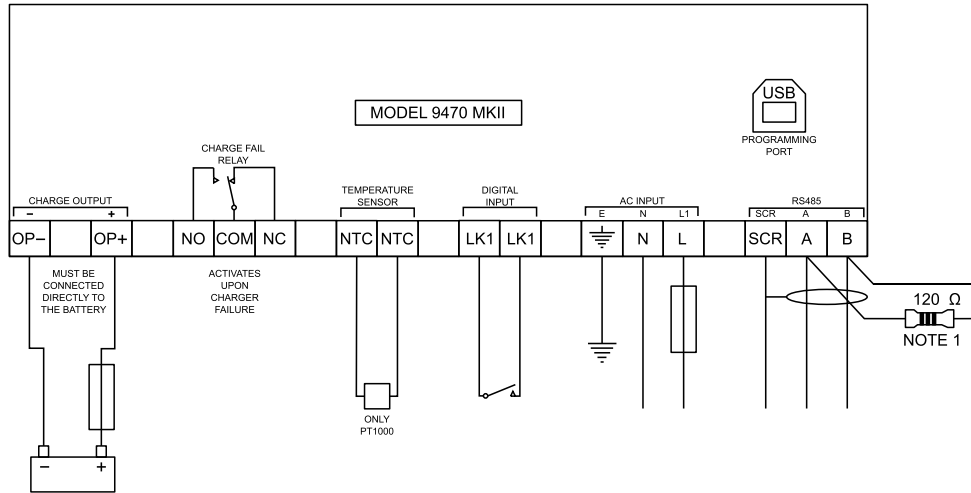 MODEL 9470 MKII
USB
PROGRAMMING
PORT
CHARGE FAIL
RELAY
CHARGE OUTPUT
− +
TEMPERATURE
SENSOR
DIGITAL
INPUT
AC INPUT
E N L1
RS485
SCR A B
OP− OP+ NO COM NC NTC NTC LK1 LK1 N L SCR A B
MUST BE
CONNECTED
DIRECTLY TO
THE BATTERY
ACTIVATES
UPON
CHARGER
FAILURE
120 Ω
NOTE 1
ONLY
PT1000
− +